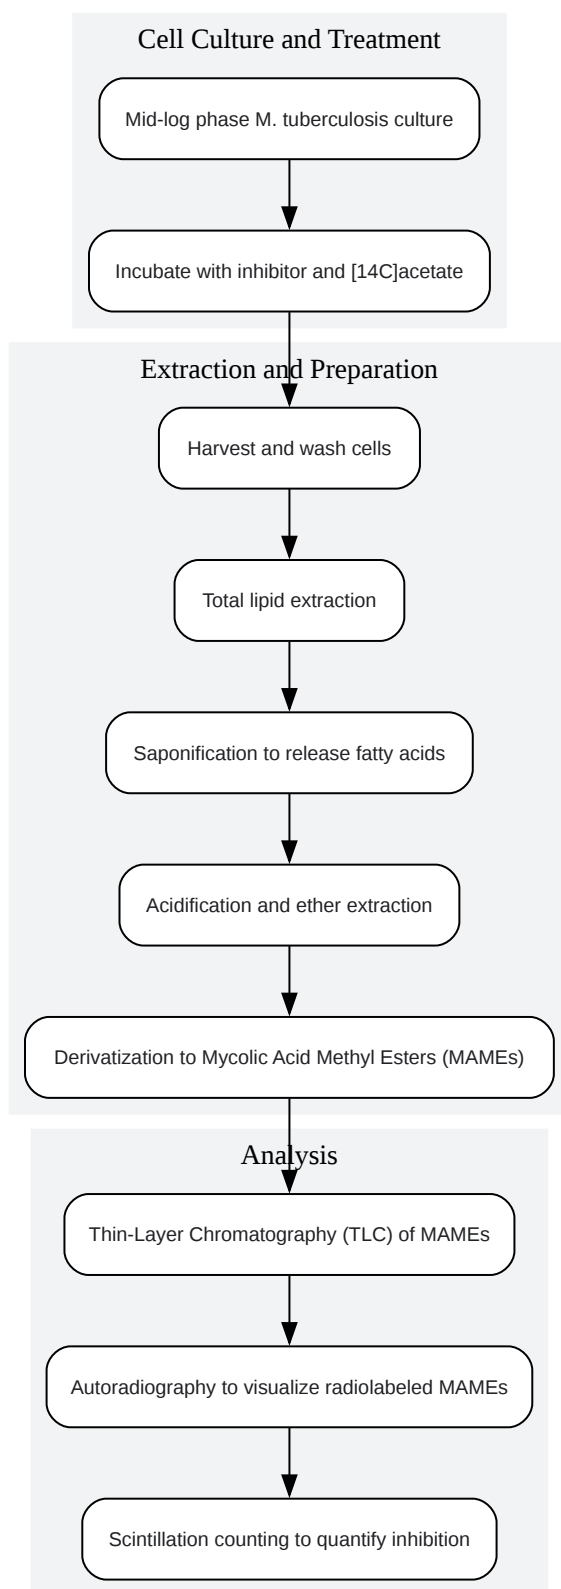 Cell Culture and Treatment
Mid-log phase M. tuberculosis culture
Incubate with inhibitor and [14C]acetate
Extraction and Preparation
Harvest and wash cells
Total lipid extraction
Saponification to release fatty acids
Acidification and ether extraction
Derivatization to Mycolic Acid Methyl Esters (MAMEs)
Analysis
Thin-Layer Chromatography (TLC) of MAMEs
Autoradiography to visualize radiolabeled MAMEs
Scintillation counting to quantify inhibition